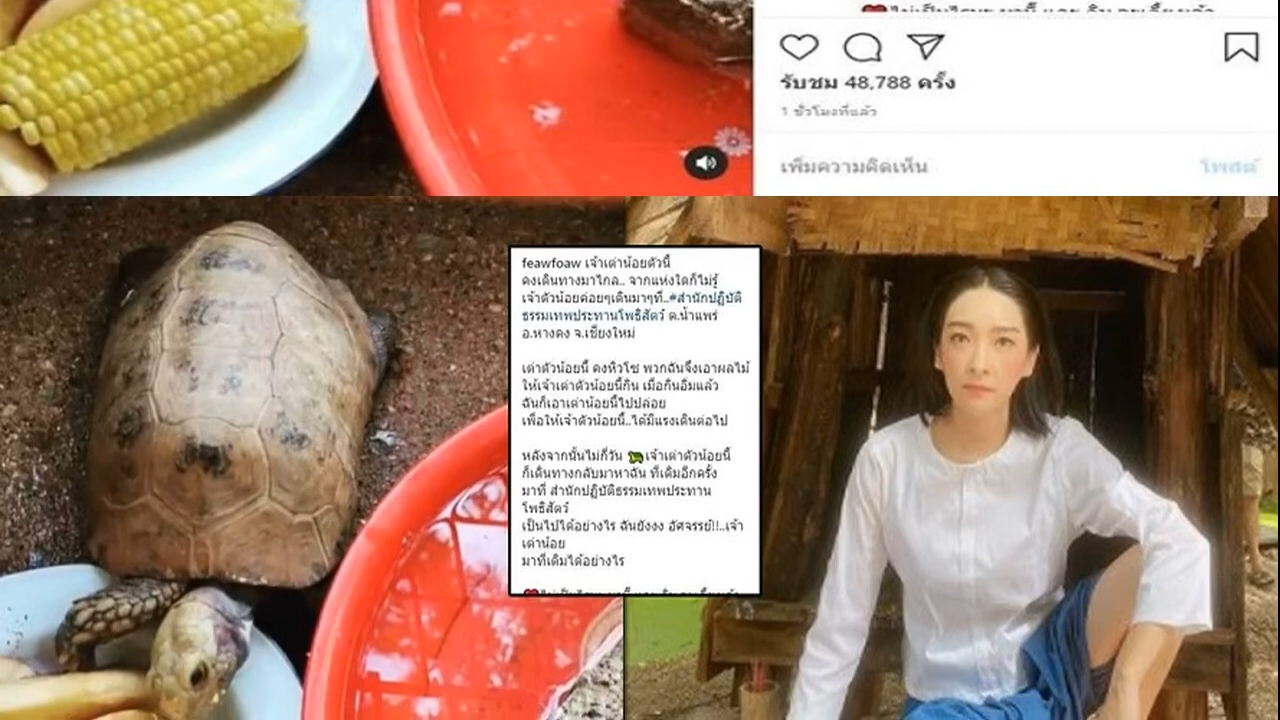 รับชม 48,788 ครั้ง
1 ชั่วโมงที่แล้ว
เพิ่มความคิดเห็น
โพสต์
feawfoaw เจ้าเต่าน้อยตัวนี้
คงเดินทางมาไกล.. จากแห่งใดก็ไม่รู้
เจ้าตัวน้อยค่อยๆเดินมาๆที่..#สำนักปฏิบัติ
ธรรมเทพประทานโพธิสัตว์ ต.น้ำแพร่
อ.หางดง จ.เชียงใหม่
เต่าตัวน้อยนี้ คงหิวโซ พวกฉันจึงเอาผลไม้
ให้เจ้าเต่าตัวน้อยนี้กิน เมื่อกินอิ่มแล้ว
ฉันก็เอาเต่าน้อยนี้ไปปล่อย
เพื่อให้เจ้าตัวน้อยนี้..ได้มีแรงเดินต่อไป
หลังจากนั้นไม่กี่วัน 🐢เจ้าเต่าตัวน้อยนี้
ก็เดินทางกลับมาหาฉัน ที่เดิมอีกครั้ง
มาที่ สำนักปฏิบัติธรรมเทพประทาน
โพธิสัตว์
เป็นไปได้อย่างไร ฉันยังงง อัศจรรย์!!..เจ้า
เต่าน้อย
มาที่เดิมได้อย่างไร